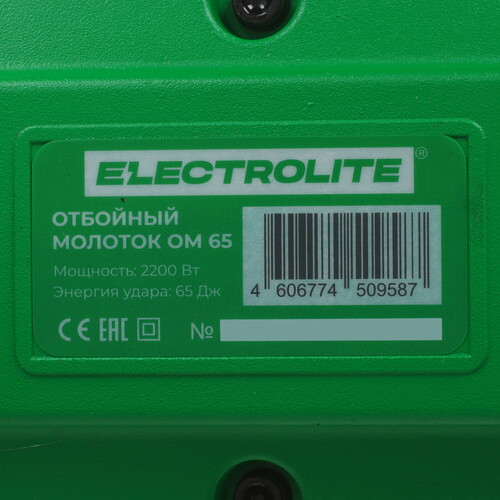 ELECTROLITE®
ОТБОЙНЫЙ
МОЛОТОК ОМ 65
Мощность: 2200 Вт
Энергия удара: 65 Дж
4 606774 509587
CE EAC №